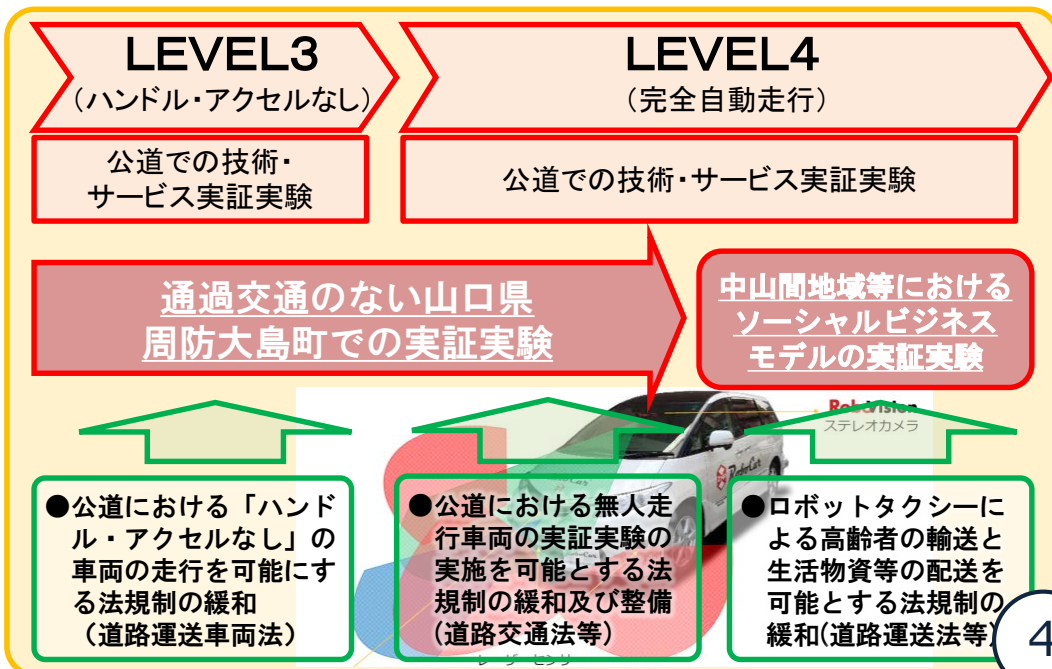 LEVEL3
（ハンドル・アクセルなし）
LEVEL4
（完全自動走行）
公道での技術・
サービス実証実験
公道での技術・サービス実証実験
通過交通のない山口県
周防大島町での実証実験
中山間地域等における
ソーシャルビジネス
モデルの実証実験
RoboVision
ステレオカメラ
RoboCar
●公道における「ハンド
ル・アクセルなし」の
車両の走行を可能にす
る法規制の緩和
（道路運送車両法）
●公道における無人走
行車両の実証実験の
実施を可能とする法
規制の緩和及び整備
(道路交通法等)
●ロボットタクシーに
よる高齢者の輸送と
生活物資等の配送を
可能とする法規制の
緩和(道路運送法等)
レーザーセンサ
4